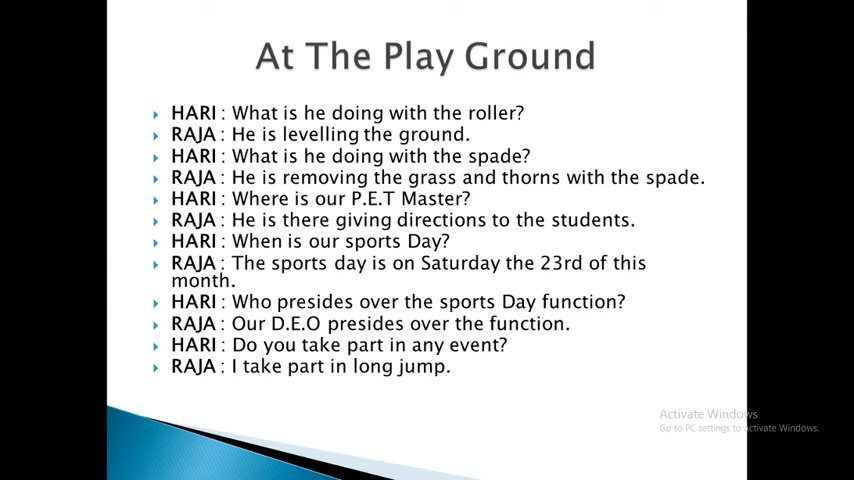 At The Play Ground
HARI : What is he doing with the roller?
RAJA : He is levelling the ground.
HARI : What is he doing with the spade?
RAJA : He is removing the grass and thorns with the spade.
HARI : Where is our P.E.T Master?
RAJA : He is there giving directions to the students.
HARI : When is our sports Day?
RAJA : The sports day is on Saturday the 23rd of this
month.
HARI : Who presides over the sports Day function?
RAJA : Our D.E.O presides over the function.
HARI : Do you take part in any event?
RAJA : I take part in long jump.
Activate Windows
Go to PC settings to activate Windows.